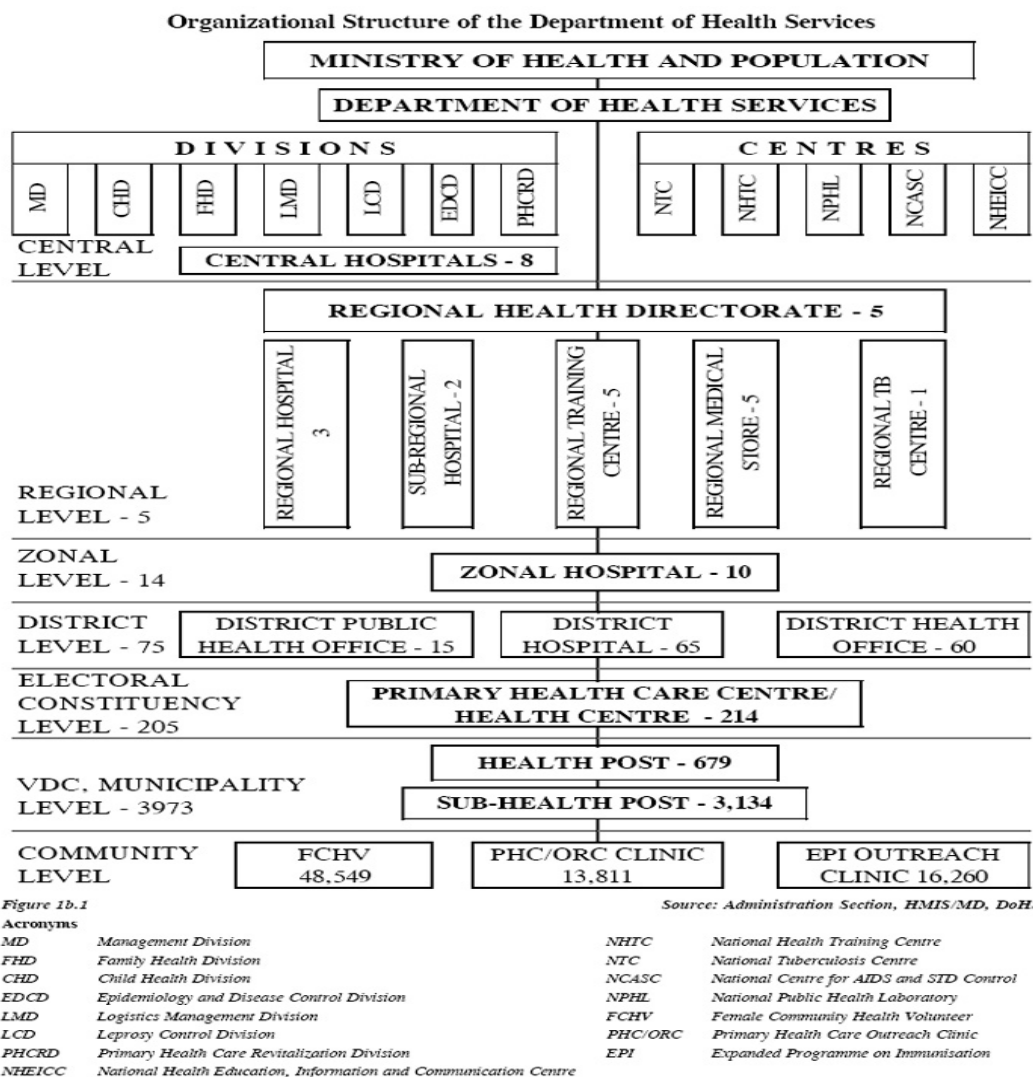 Organizational Structure of the Department of Health Services
MINISTRY OF HEALTH AND POPULATION
DEPARTMENT OF HEALTH SERVICES
DIVISIONS
CENTRES
MD
CHD
FHD
LMD
LCD
EDCD
PHCRD
NTC
NHTC
NPHL
NCASC
NHEICC
CENTRAL
LEVEL
CENTRAL HOSPITALS - 8
REGIONAL HEALTH DIRECTORATE - 5
REGIONAL HOSPITAL
3
SUB-REGIONAL
HOSPITAL - 2
REGIONAL TRAINING
CENTRE - 5
REGIONAL MEDICAL
STORE - 5
REGIONAL TB
CENTRE - 1
REGIONAL
LEVEL - 5
ZONAL
LEVEL - 14
ZONAL HOSPITAL - 10
DISTRICT
LEVEL - 75
DISTRICT PUBLIC
HEALTH OFFICE - 15
DISTRICT
HOSPITAL - 65
DISTRICT HEALTH
OFFICE - 60
ELECTORAL
CONSTITUENCY
LEVEL - 205
PRIMARY HEALTH CARE CENTRE/
HEALTH CENTRE - 214
VDC, MUNICIPALITY
LEVEL - 3973
HEALTH POST - 679
SUB-HEALTH POST - 3,134
COMMUNITY
LEVEL
FCHV
48,549
PHC/ORC CLINIC
13,811
EPI OUTREACH
CLINIC 16,260
Figure 1b.1
Source: Administration Section, HMIS/MD, DoH
Acronyms
MD Management Division
FHD Family Health Division
CHD Child Health Division
EDCD Epidemiology and Disease Control Division
LMD Logistics Management Division
LCD Leprosy Control Division
PHCRD Primary Health Care Revitalization Division
NHEICC National Health Education, Information and Communication Centre
NHTC National Health Training Centre
NTC National Tuberculosis Centre
NCASC National Centre for AIDS and STD Control
NPHL National Public Health Laboratory
FCHV Female Community Health Volunteer
PHC/ORC Primary Health Care Outreach Clinic
EPI Expanded Programme on Immunisation